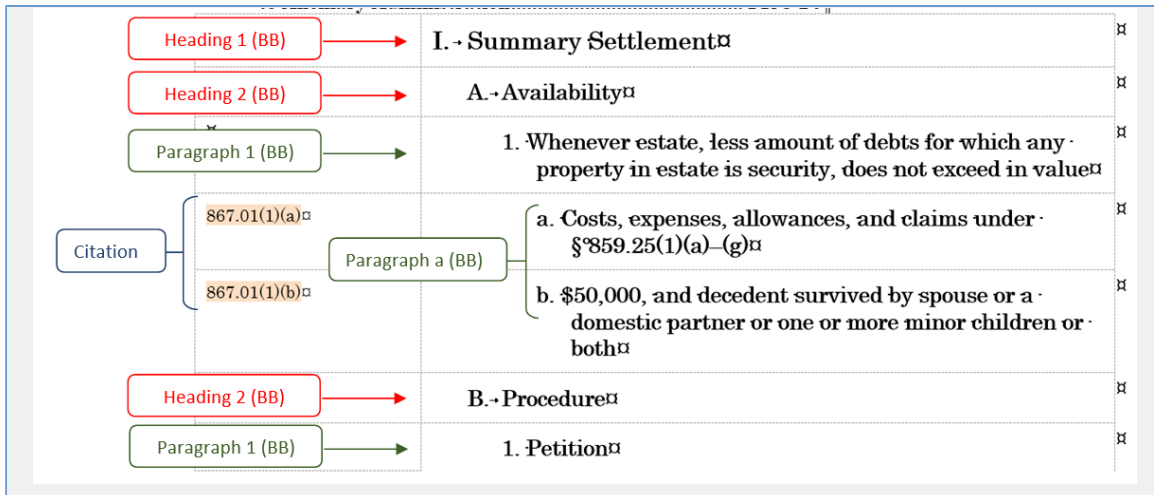 Heading 1 (BB)
I.→Summary Settlement¤
¤
Heading 2 (BB)
A.→Availability¤
¤
¤
Paragraph 1 (BB)
1. Whenever estate, less amount of debts for which any
property in estate is security, does not exceed in value¤
¤
Citation
867.01(1)(a)¤
Paragraph a (BB)
a. Costs, expenses, allowances, and claims under
§°859.25(1)(a)–(g)¤
¤
867.01(1)(b)¤
b. $50,000, and decedent survived by spouse or a
domestic partner or one or more minor children or
both¤
¤
Heading 2 (BB)
B.→Procedure¤
¤
Paragraph 1 (BB)
1. Petition¤
¤